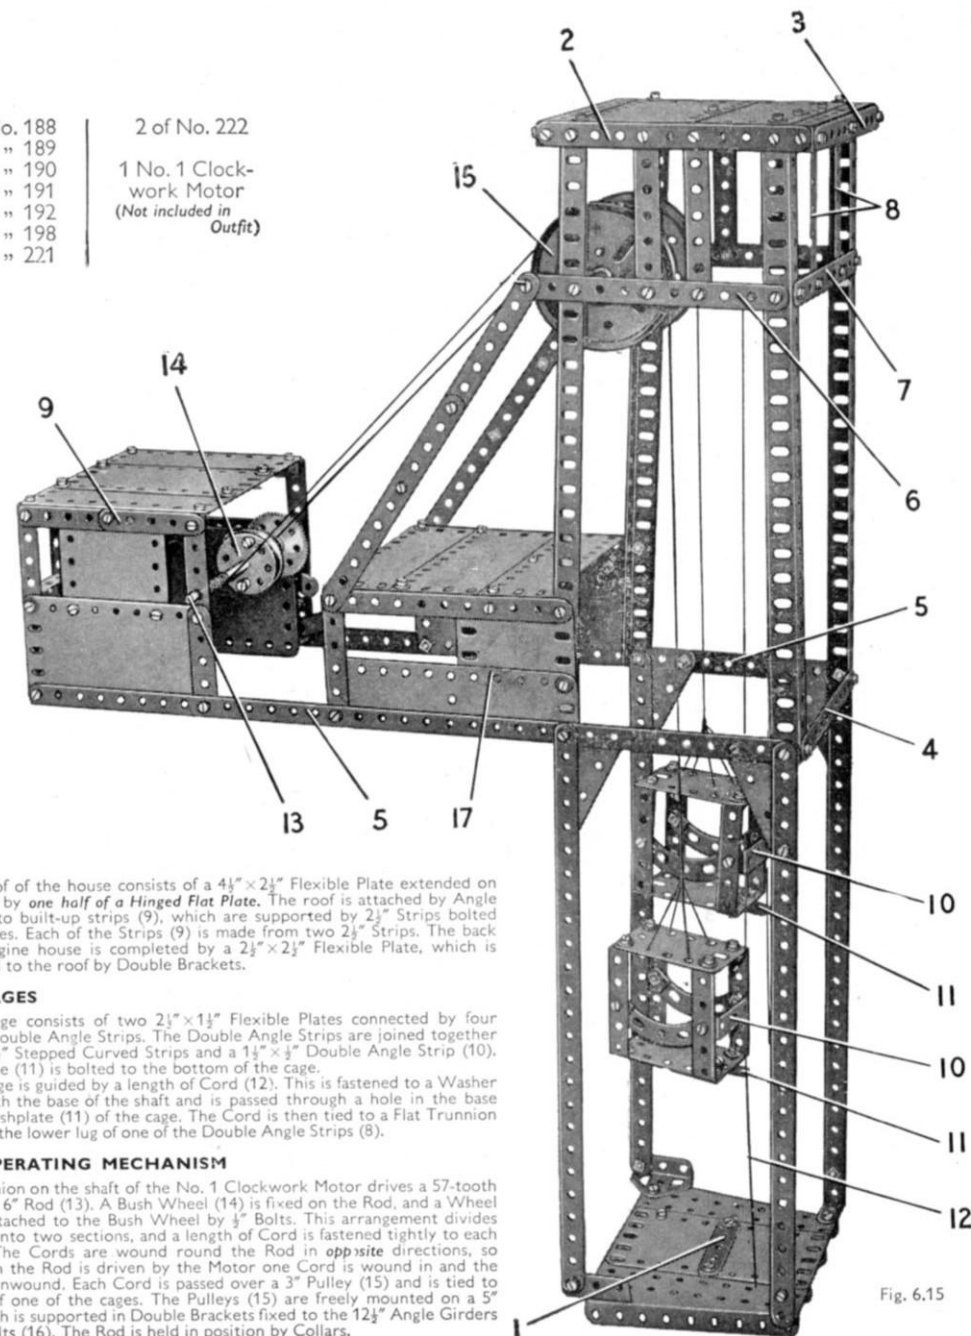 o. 188
„ 189
„ 190
„ 191
„ 192
„ 198
„ 221
2 of No. 222
1 No. 1 Clock-
work Motor
(Not included in
Outfit)
2
3
15
8
14
7
9
6
5
4
13
5
17
10
11
10
11
12
1
Fig. 6.15
of of the house consists of a 4½″ × 2½″ Flexible Plate extended on
by one half of a Hinged Flat Plate. The roof is attached by Angle
to built-up strips (9), which are supported by 2½″ Strips bolted
es. Each of the Strips (9) is made from two 2½″ Strips. The back
gine house is completed by a 2½″ × 2½″ Flexible Plate, which is
to the roof by Double Brackets.
GES
ge consists of two 2½″ × 1½″ Flexible Plates connected by four
ouble Angle Strips. The Double Angle Strips are joined together
″ Stepped Curved Strips and a 1½″ × ½″ Double Angle Strip (10).
e (11) is bolted to the bottom of the cage.
ge is guided by a length of Cord (12). This is fastened to a Washer
h the base of the shaft and is passed through a hole in the base
shplate (11) of the cage. The Cord is then tied to a Flat Trunnion
the lower lug of one of the Double Angle Strips (8).
PERATING MECHANISM
ion on the shaft of the No. 1 Clockwork Motor drives a 57-tooth
6″ Rod (13). A Bush Wheel (14) is fixed on the Rod, and a Wheel
tached to the Bush Wheel by ½″ Bolts. This arrangement divides
nto two sections, and a length of Cord is fastened tightly to each
The Cords are wound round the Rod in opposite directions, so
n the Rod is driven by the Motor one Cord is wound in and the
nwound. Each Cord is passed over a 3″ Pulley (15) and is tied to
f one of the cages. The Pulleys (15) are freely mounted on a 5″
h is supported in Double Brackets fixed to the 12½″ Angle Girders
lts (16). The Rod is held in position by Collars.